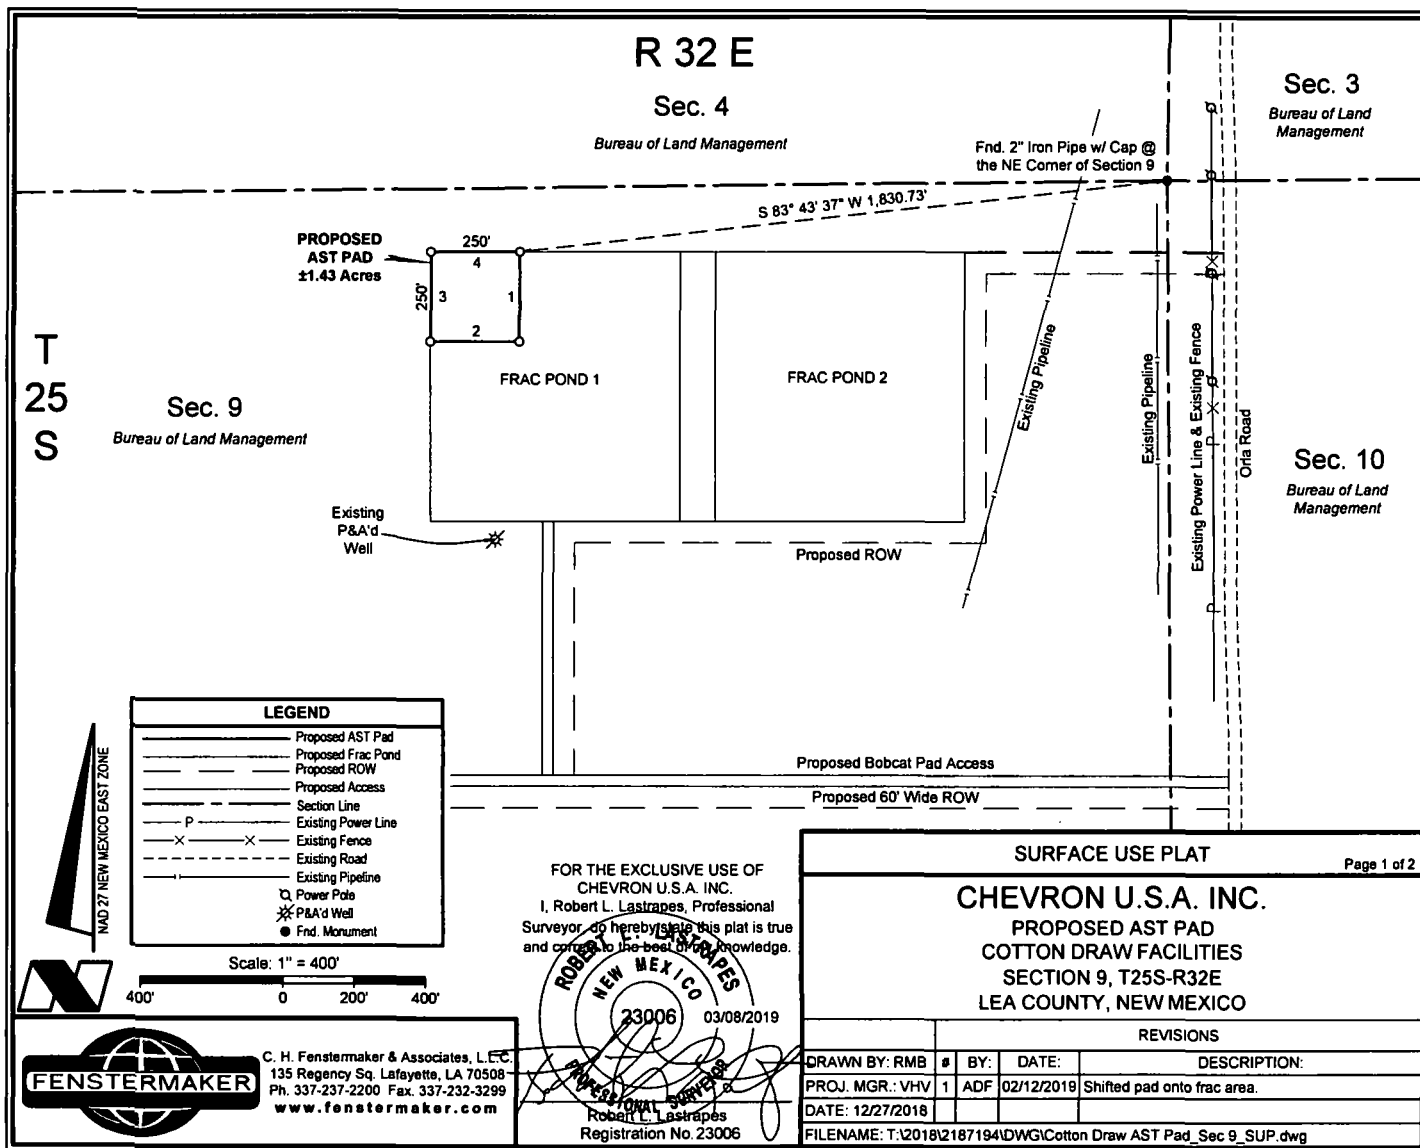 R 32 E
Sec. 4
Bureau of Land Management
Sec. 3
Bureau of Land
Management
Fnd. 2" Iron Pipe w/ Cap @
the NE Corner of Section 9
S 83° 43' 37" W 1,830.73'
PROPOSED
AST PAD
±1.43 Acres
250'
4
250'
3
1
2
T
25
S
Sec. 9
Bureau of Land Management
FRAC POND 1
FRAC POND 2
Existing Pipeline
Existing Pipeline
Existing Power Line & Existing Fence
P
P
Orla Road
Sec. 10
Bureau of Land
Management
Existing
P&A'd
Well
Proposed ROW
Proposed Bobcat Pad Access
Proposed 60' Wide ROW
LEGEND
Proposed AST Pad
Proposed Frac Pond
Proposed ROW
Proposed Access
Section Line
P Existing Power Line
Existing Fence
Existing Road
Existing Pipeline
Power Pole
P&A'd Well
Fnd. Monument
NAD 27 NEW MEXICO EAST ZONE
Scale: 1" = 400'
400' 0 200' 400'
FENSTERMAKER
C. H. Fenstermaker & Associates, L.L.C.
135 Regency Sq. Lafayette, LA 70508
Ph. 337-237-2200 Fax. 337-232-3299
www.fenstermaker.com
FOR THE EXCLUSIVE USE OF
CHEVRON U.S.A. INC.
I, Robert L. Lastrapes, Professional
Surveyor, do hereby state this plat is true
and correct to the best of my knowledge.
ROBERT L. LASTRAPES
NEW MEXICO
23006
PROFESSIONAL SURVEYOR
03/08/2019
Robert L. Lastrapes
Registration No. 23006
SURFACE USE PLAT
Page 1 of 2
CHEVRON U.S.A. INC.
PROPOSED AST PAD
COTTON DRAW FACILITIES
SECTION 9, T25S-R32E
LEA COUNTY, NEW MEXICO
REVISIONS
DRAWN BY: RMB # BY: DATE: DESCRIPTION:
PROJ. MGR.: VHV 1 ADF 02/12/2019 Shifted pad onto frac area.
DATE: 12/27/2018
FILENAME: T:\2018\2187194\DWG\Cotton Draw AST Pad_Sec 9_SUP.dwg